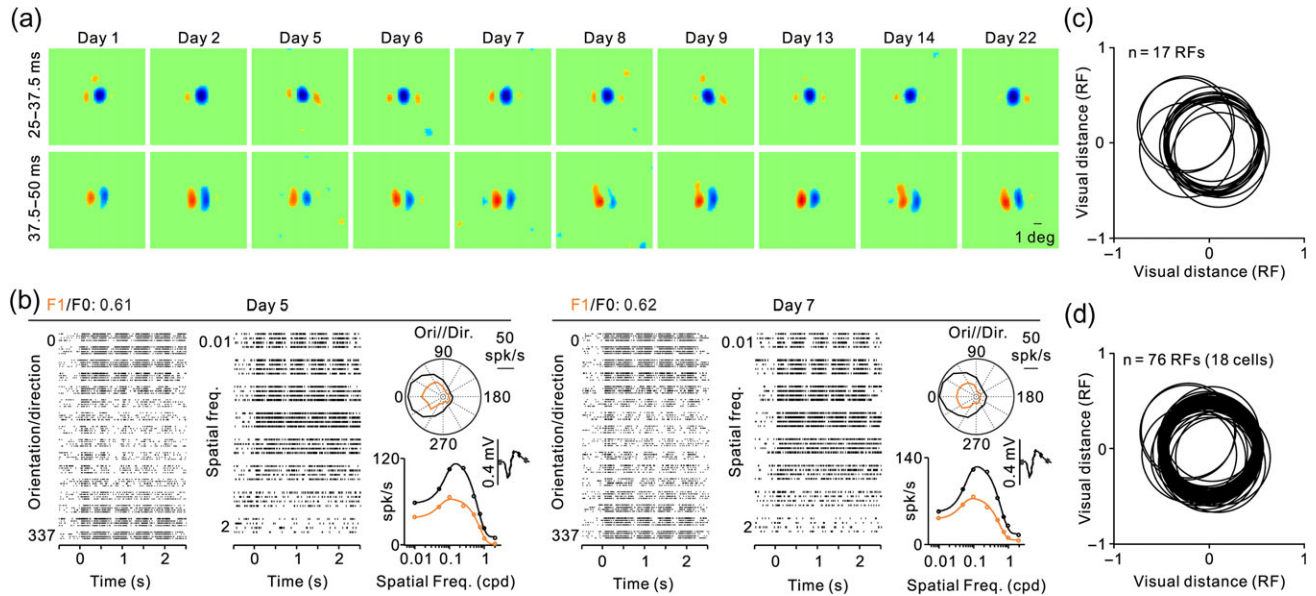 (a)
Day 1 Day 2 Day 5 Day 6 Day 7 Day 8 Day 9 Day 13 Day 14 Day 22
25–37.5 ms
37.5–50 ms
1 deg
(b)
F1/F0: 0.61 Day 5
Orientation/direction
0
337
0 1 2
Time (s)
Spatial freq.
0.01
2
0 1 2
Time (s)
Ori//Dir.
50
spk/s
90
0 180
270
0.4 mV
120
60
0
spk/s
0.01 0.1 1
Spatial Freq. (cpd)
F1/F0: 0.62 Day 7
Orientation/direction
0
337
0 1 2
Time (s)
Spatial freq.
0.01
2
0 1 2
Time (s)
Ori//Dir.
50
spk/s
90
0 180
270
0.4 mV
140
0
spk/s
0.01 0.1 1
Spatial Freq. (cpd)
(c)
n = 17 RFs
Visual distance (RF)
1
0
−1
−1 0 1
Visual distance (RF)
(d)
n = 76 RFs (18 cells)
Visual distance (RF)
1
0
−1
−1 0 1
Visual distance (RF)